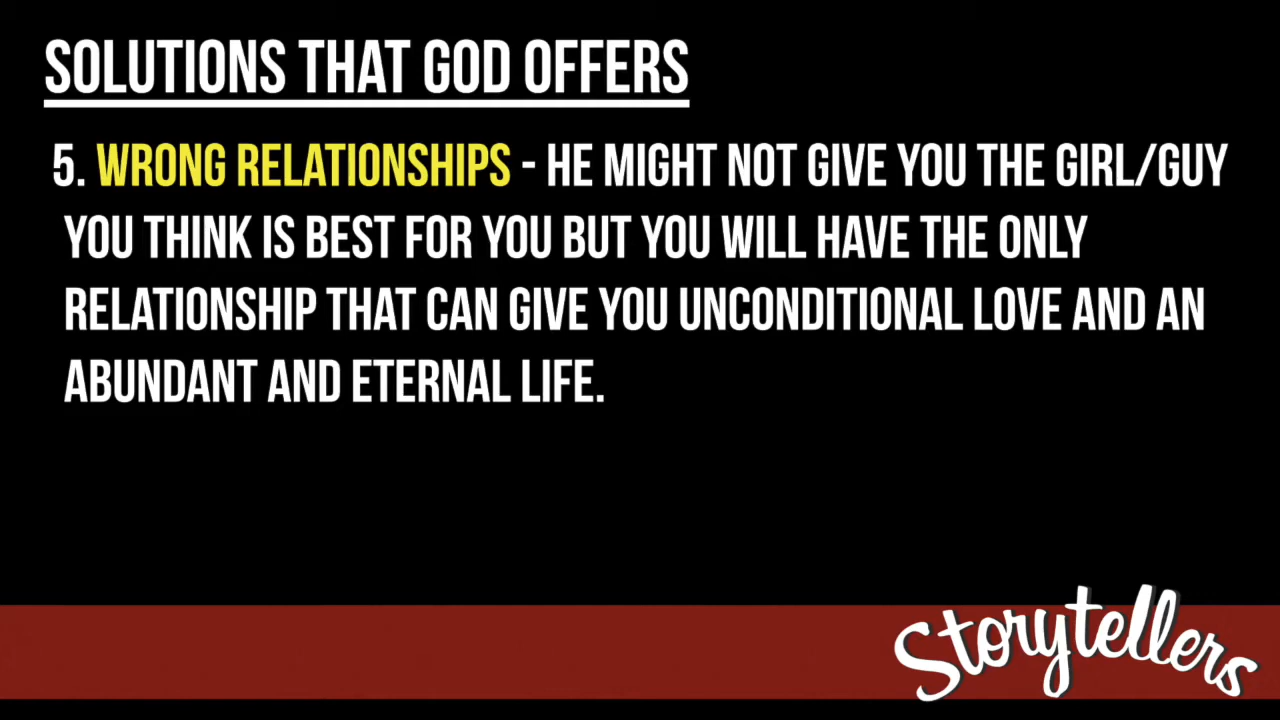 SOLUTIONS THAT GOD OFFERS
5. WRONG RELATIONSHIPS - HE MIGHT NOT GIVE YOU THE GIRL/GUY
YOU THINK IS BEST FOR YOU BUT YOU WILL HAVE THE ONLY
RELATIONSHIP THAT CAN GIVE YOU UNCONDITIONAL LOVE AND AN
ABUNDANT AND ETERNAL LIFE.
Storytellers